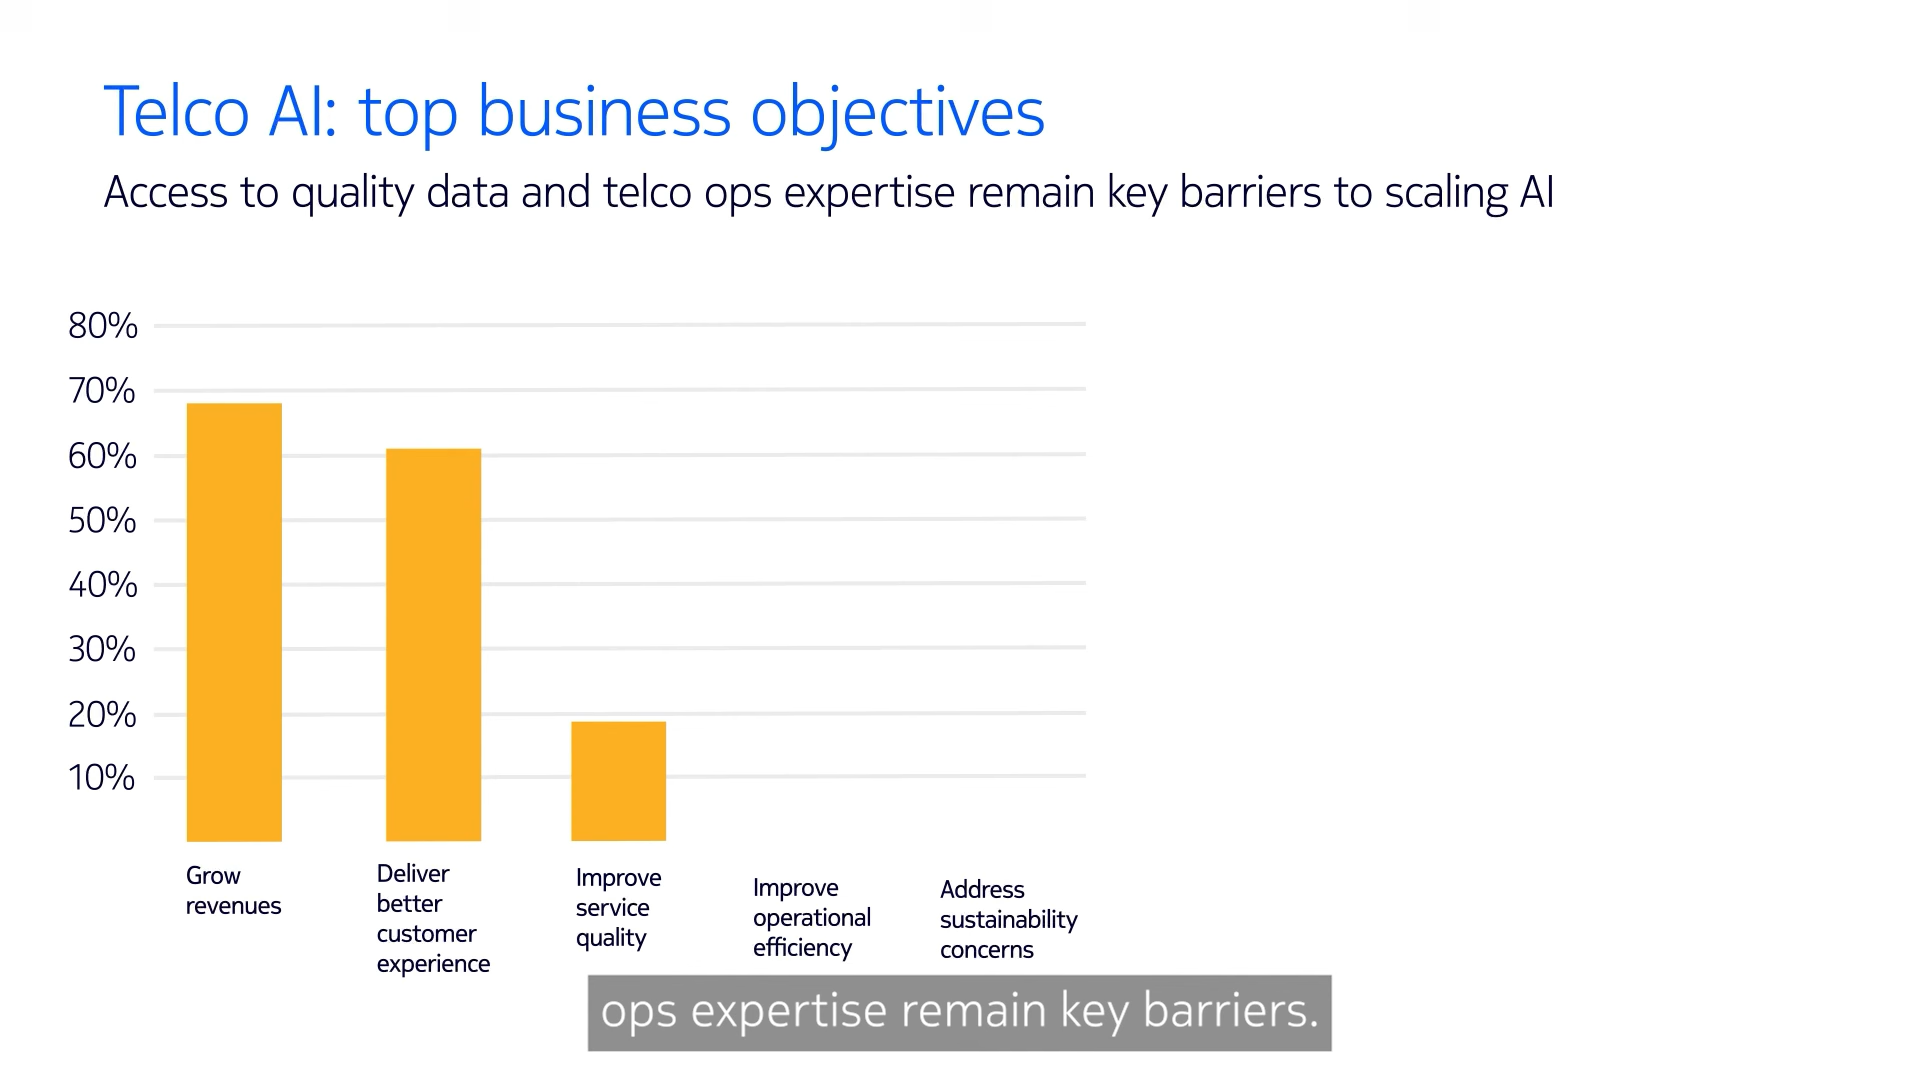 Telco AI: top business objectives
Access to quality data and telco ops expertise remain key barriers to scaling AI
80%
70%
60%
50%
40%
30%
20%
10%
Grow
revenues
Deliver
better
customer
experience
Improve
service
quality
Improve
operational
efficiency
Address
sustainability
concerns
ops expertise remain key barriers.